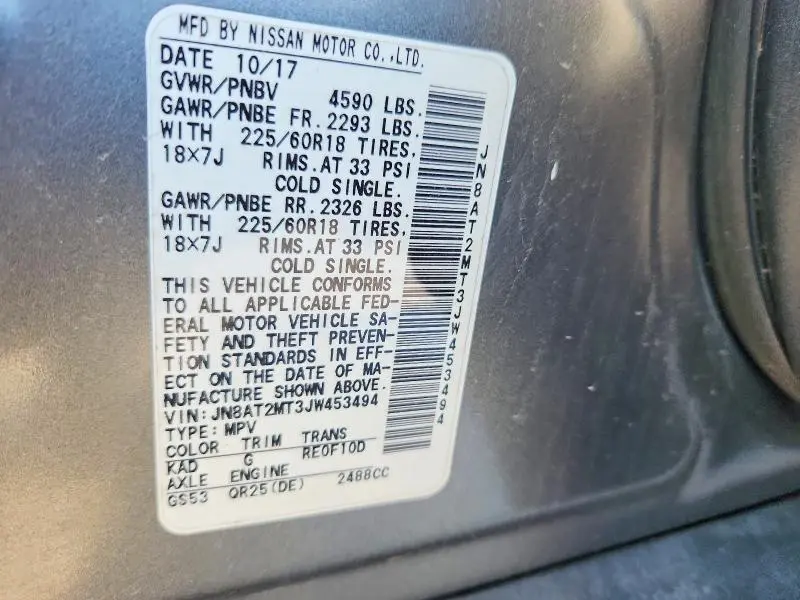 MFD BY NISSAN MOTOR CO.,LTD.
DATE 10/17
GVWR/PNBV 4590 LBS.
GAWR/PNBE FR. 2293 LBS.
WITH 225/60R18 TIRES,
18×7J RIMS.AT 33 PSI
COLD SINGLE.
GAWR/PNBE RR. 2326 LBS.
WITH 225/60R18 TIRES,
18×7J RIMS.AT 33 PSI
COLD SINGLE.
THIS VEHICLE CONFORMS
TO ALL APPLICABLE FED-
ERAL MOTOR VEHICLE SA-
FETY AND THEFT PREVEN-
TION STANDARDS IN EFF-
ECT ON THE DATE OF MA-
NUFACTURE SHOWN ABOVE.
VIN:JN8AT2MT3JW453494
TYPE:MPV
COLOR TRIM TRANS
KAD G RE0F10D
AXLE ENGINE
GS53 QR25(DE) 2488CC
JN8AT2MT3JW453494